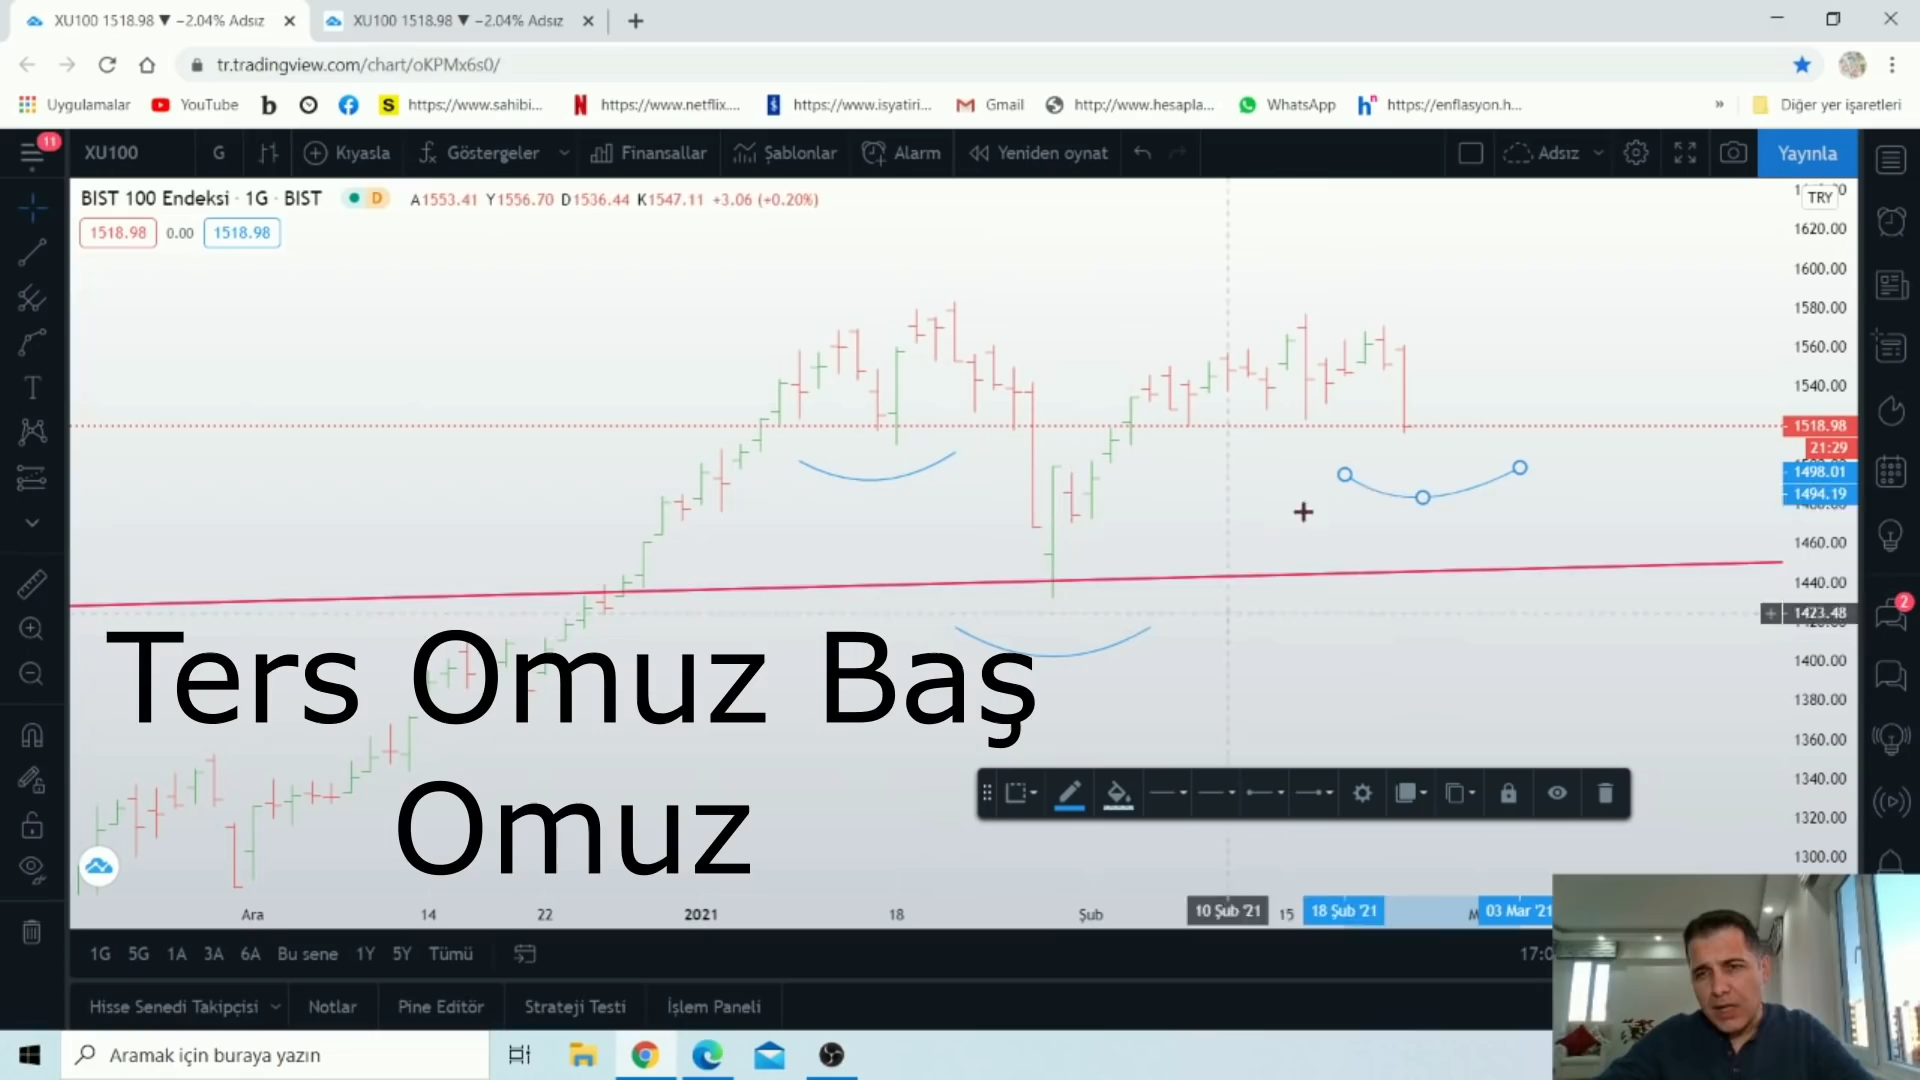 XU100 1518.98 ▼ −2.04% Adsız
XU100 1518.98 ▼ −2.04% Adsız
tr.tradingview.com/chart/oKPMx6s0/
Uygulamalar YouTube https://www.sahibi... https://www.netflix.... https://www.isyatiri... Gmail http://www.hesapla... WhatsApp https://enflasyon.h... » Diğer yer işaretleri
11
XU100 G Kıyasla Göstergeler Finansallar Şablonlar Alarm Yeniden oynat Adsız Yayınla
BIST 100 Endeksi · 1G · BIST D A1553.41 Y1556.70 D1536.44 K1547.11 +3.06 (+0.20%)
1518.98 0.00 1518.98
TRY
1620.00
1600.00
1580.00
1560.00
1540.00
1518.98
21:29
1498.01
1494.19
1460.00
1440.00
1423.48
2
1400.00
1380.00
1360.00
1340.00
1320.00
1300.00
Ters Omuz Baş
Omuz
Ara 14 22 2021 18 Şub 10 Şub '21 15 18 Şub '21 03 Mar '21
1G 5G 1A 3A 6A Bu sene 1Y 5Y Tümü
Hisse Senedi Takipçisi Notlar Pine Editör Strateji Testi İşlem Paneli
Aramak için buraya yazın